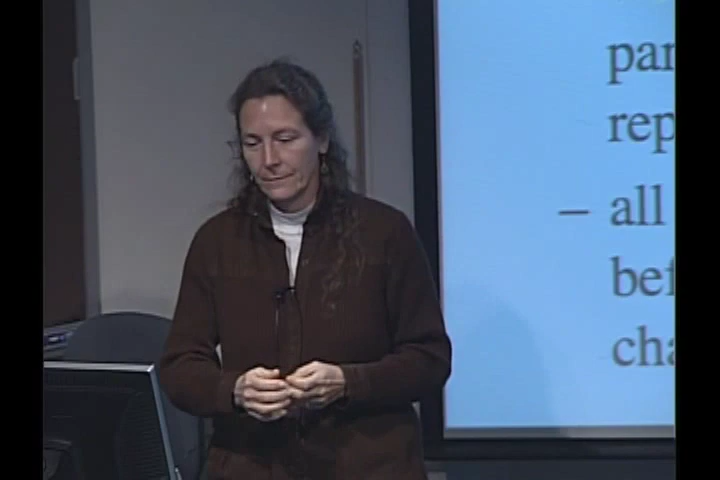 par
rep
– all
bef
cha